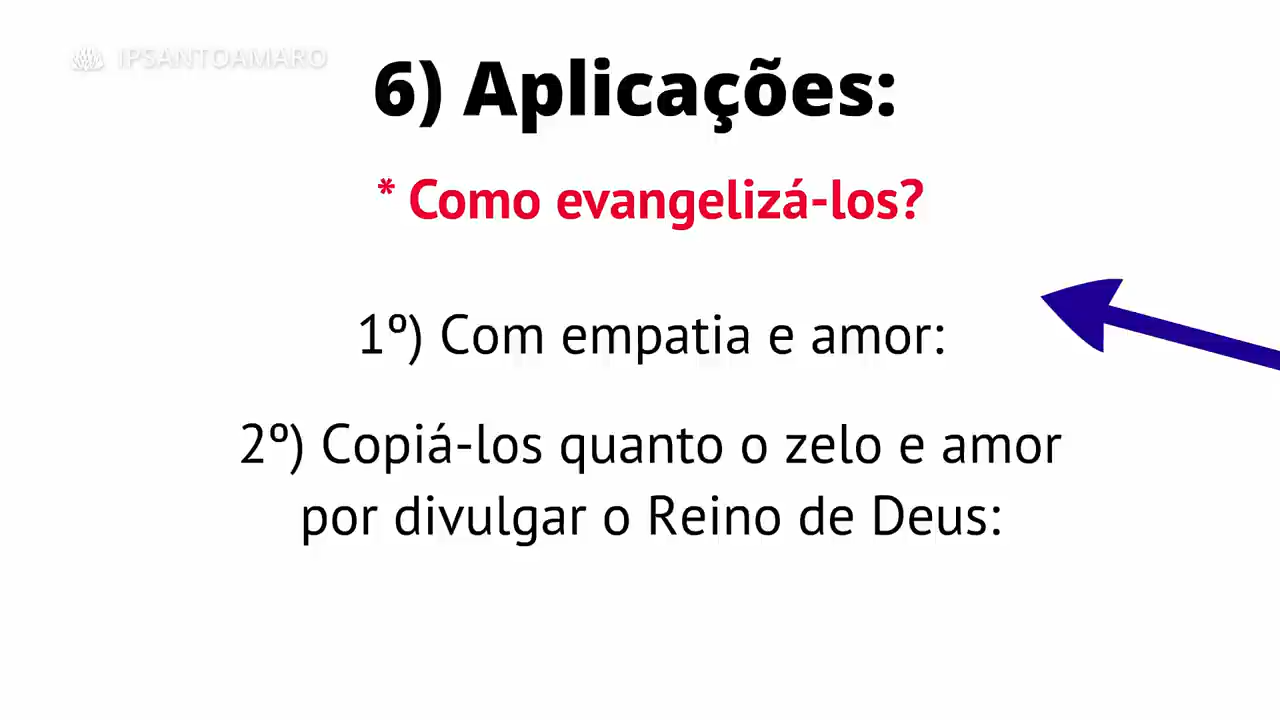 IPSANTOAMARO
6) Aplicações:
* Como evangelizá-los?
1º) Com empatia e amor:
2º) Copiá-los quanto o zelo e amor
por divulgar o Reino de Deus: